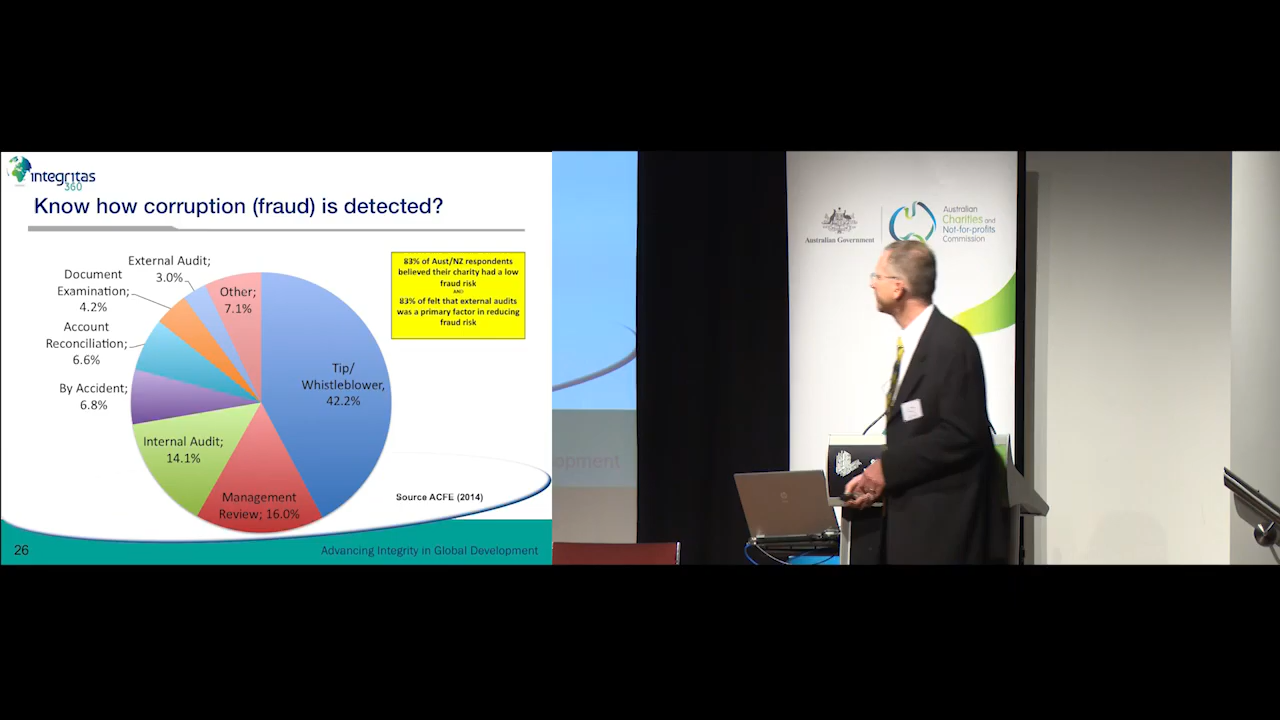 integritas
360
Know how corruption (fraud) is detected?
External Audit;
3.0%
Document
Examination;
4.2%
Other;
7.1%
Account
Reconciliation;
6.6%
By Accident;
6.8%
Tip/
Whistleblower,
42.2%
Internal Audit;
14.1%
Management
Review; 16.0%
83% of Aust/NZ respondents
believed their charity had a low
fraud risk
AND
83% of felt that external audits
was a primary factor in reducing
fraud risk
Source ACFE (2014)
26
Advancing Integrity in Global Development
Australian Government
Australian
Charities and
Not-for-profits
Commission
opment